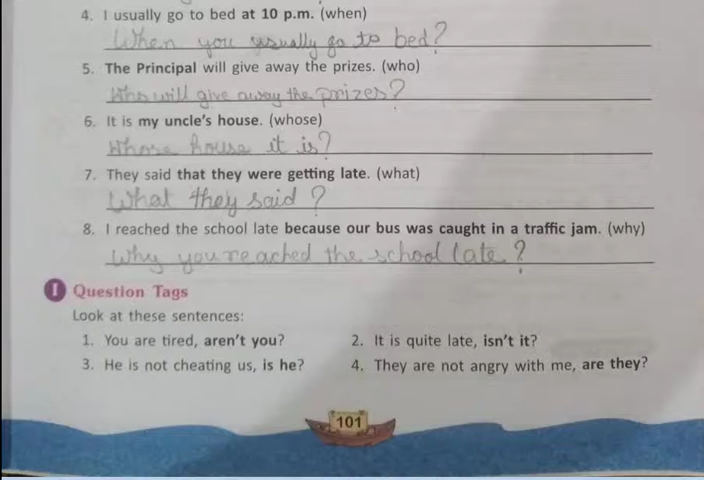 4. I usually go to bed at 10 p.m. (when)
When you usually go to bed?
5. The Principal will give away the prizes. (who)
Who will give away the prizes?
6. It is my uncle's house. (whose)
Whose house it is?
7. They said that they were getting late. (what)
What they said?
8. I reached the school late because our bus was caught in a traffic jam. (why)
Why you reached the school late?
I Question Tags
Look at these sentences:
1. You are tired, aren't you? 2. It is quite late, isn't it?
3. He is not cheating us, is he? 4. They are not angry with me, are they?
101